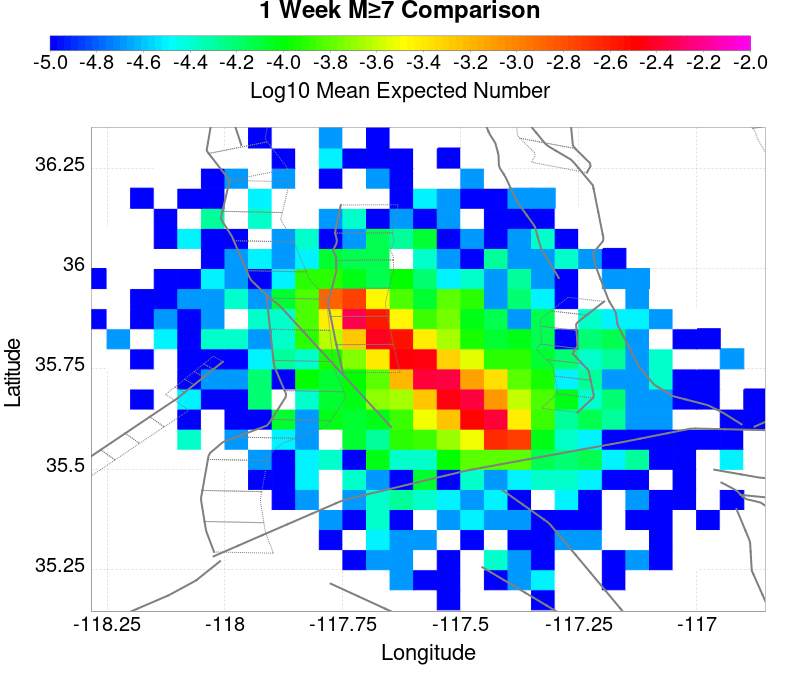 1 Week M≥7 Comparison
-5.0 -4.8 -4.6 -4.4 -4.2 -4.0 -3.8 -3.6 -3.4 -3.2 -3.0 -2.8 -2.6 -2.4 -2.2 -2.0
Log10 Mean Expected Number
36.25
36
35.75
35.5
35.25
Latitude
-118.25 -118 -117.75 -117.5 -117.25 -117
Longitude